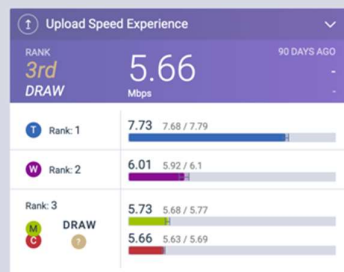 Upload Speed Experience
RANK
3rd
DRAW
5.66
Mbps
90 DAYS AGO
-
-
T Rank: 1
7.73 7.68 / 7.79
W Rank: 2
6.01 5.92 / 6.1
Rank: 3
M
C
DRAW
?
5.73 5.68 / 5.77
5.66 5.63 / 5.69